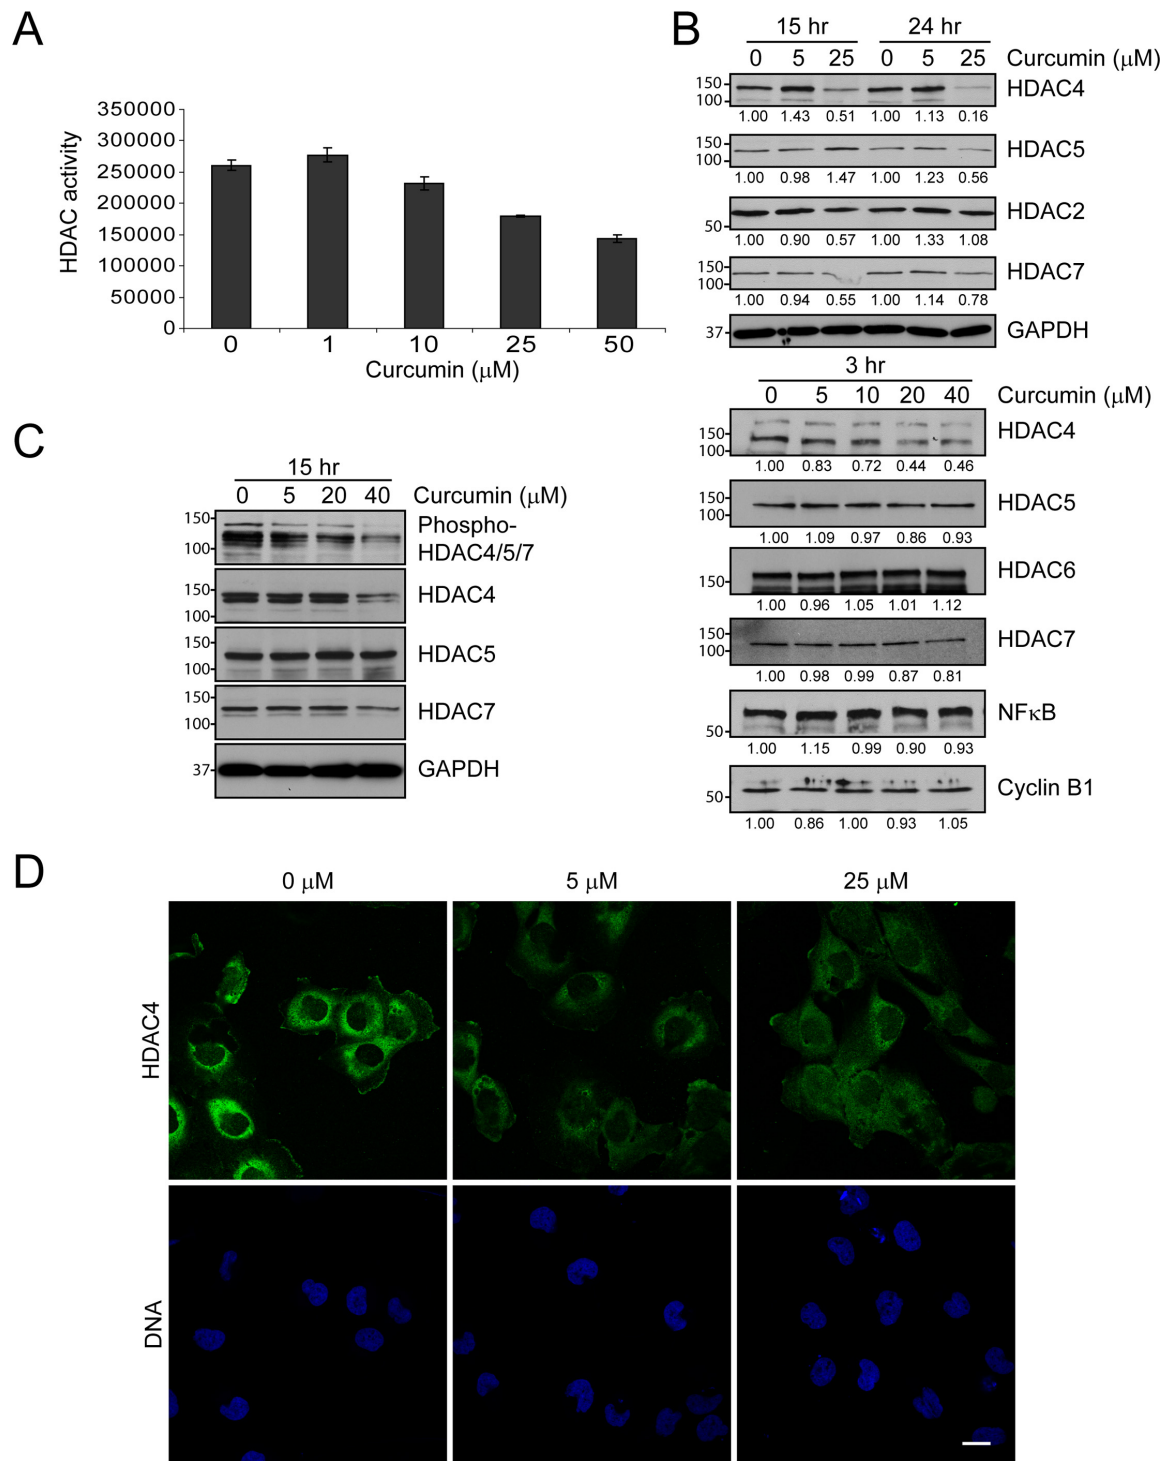 A
350000
300000
250000
200000
150000
100000
50000
0
HDAC activity
0 1 10 25 50
Curcumin (μM)
B
15 hr 24 hr
0 5 25 0 5 25 Curcumin (μM)
150
100
HDAC4
1.00 1.43 0.51 1.00 1.13 0.16
150
100
HDAC5
1.00 0.98 1.47 1.00 1.23 0.56
50
HDAC2
1.00 0.90 0.57 1.00 1.33 1.08
150
100
HDAC7
1.00 0.94 0.55 1.00 1.14 0.78
37
GAPDH
3 hr
0 5 10 20 40 Curcumin (μM)
150
100
HDAC4
1.00 0.83 0.72 0.44 0.46
150
100
HDAC5
1.00 1.09 0.97 0.86 0.93
150
HDAC6
1.00 0.96 1.05 1.01 1.12
150
100
HDAC7
1.00 0.98 0.99 0.87 0.81
50
NFκB
1.00 1.15 0.99 0.90 0.93
50
Cyclin B1
1.00 0.86 1.00 0.93 1.05
C
15 hr
0 5 20 40 Curcumin (μM)
150
100
Phospho-
HDAC4/5/7
150
100
HDAC4
150
100
HDAC5
150
100
HDAC7
37
GAPDH
D
0 μM 5 μM 25 μM
HDAC4
DNA